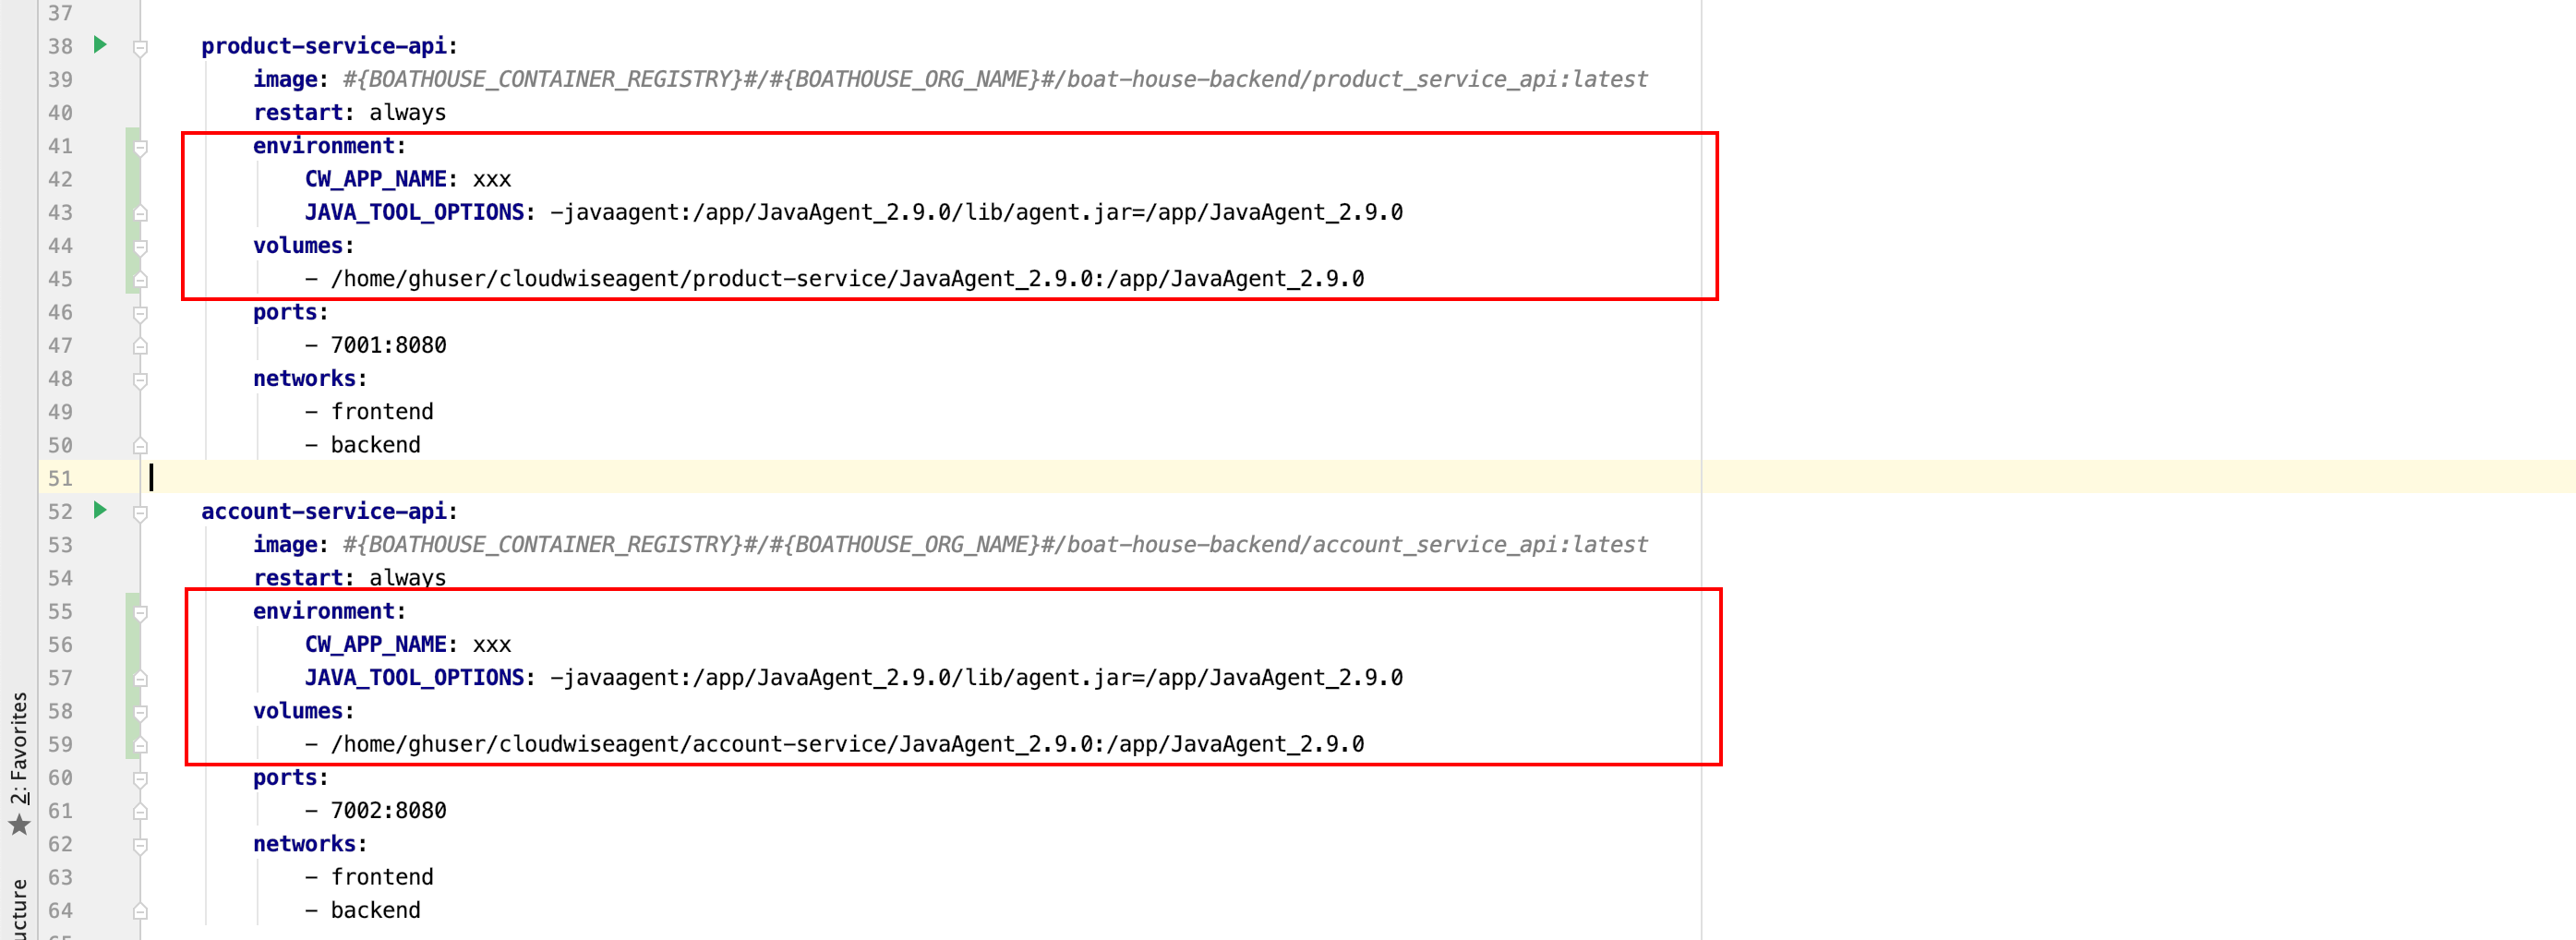 37
38 product-service-api:
39 image: #{BOATHOUSE_CONTAINER_REGISTRY}#/#{BOATHOUSE_ORG_NAME}#/boat-house-backend/product_service_api:latest
40 restart: always
41 environment:
42 CW_APP_NAME: xxx
43 JAVA_TOOL_OPTIONS: -javaagent:/app/JavaAgent_2.9.0/lib/agent.jar=/app/JavaAgent_2.9.0
44 volumes:
45 - /home/ghuser/cloudwiseagent/product-service/JavaAgent_2.9.0:/app/JavaAgent_2.9.0
46 ports:
47 - 7001:8080
48 networks:
49 - frontend
50 - backend
51
52 account-service-api:
53 image: #{BOATHOUSE_CONTAINER_REGISTRY}#/#{BOATHOUSE_ORG_NAME}#/boat-house-backend/account_service_api:latest
54 restart: always
55 environment:
56 CW_APP_NAME: xxx
57 JAVA_TOOL_OPTIONS: -javaagent:/app/JavaAgent_2.9.0/lib/agent.jar=/app/JavaAgent_2.9.0
58 volumes:
59 - /home/ghuser/cloudwiseagent/account-service/JavaAgent_2.9.0:/app/JavaAgent_2.9.0
60 ports:
61 - 7002:8080
62 networks:
63 - frontend
64 - backend
2: Favorites
ucture